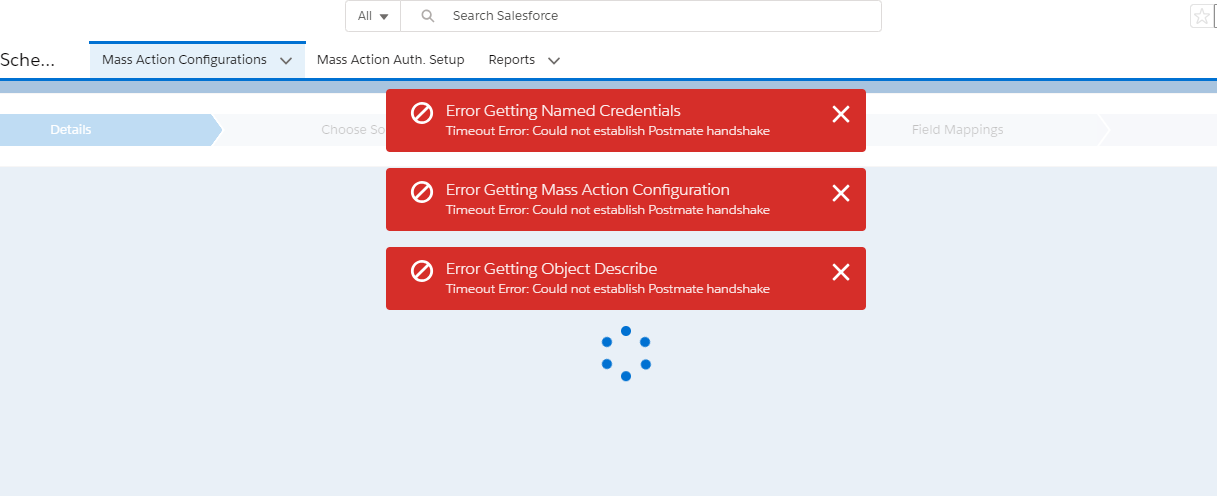 All
Search Salesforce
Sche...
Mass Action Configurations
Mass Action Auth. Setup
Reports
Error Getting Named Credentials
Timeout Error: Could not establish Postmate handshake
Details
Choose So
Field Mappings
Error Getting Mass Action Configuration
Timeout Error: Could not establish Postmate handshake
Error Getting Object Describe
Timeout Error: Could not establish Postmate handshake